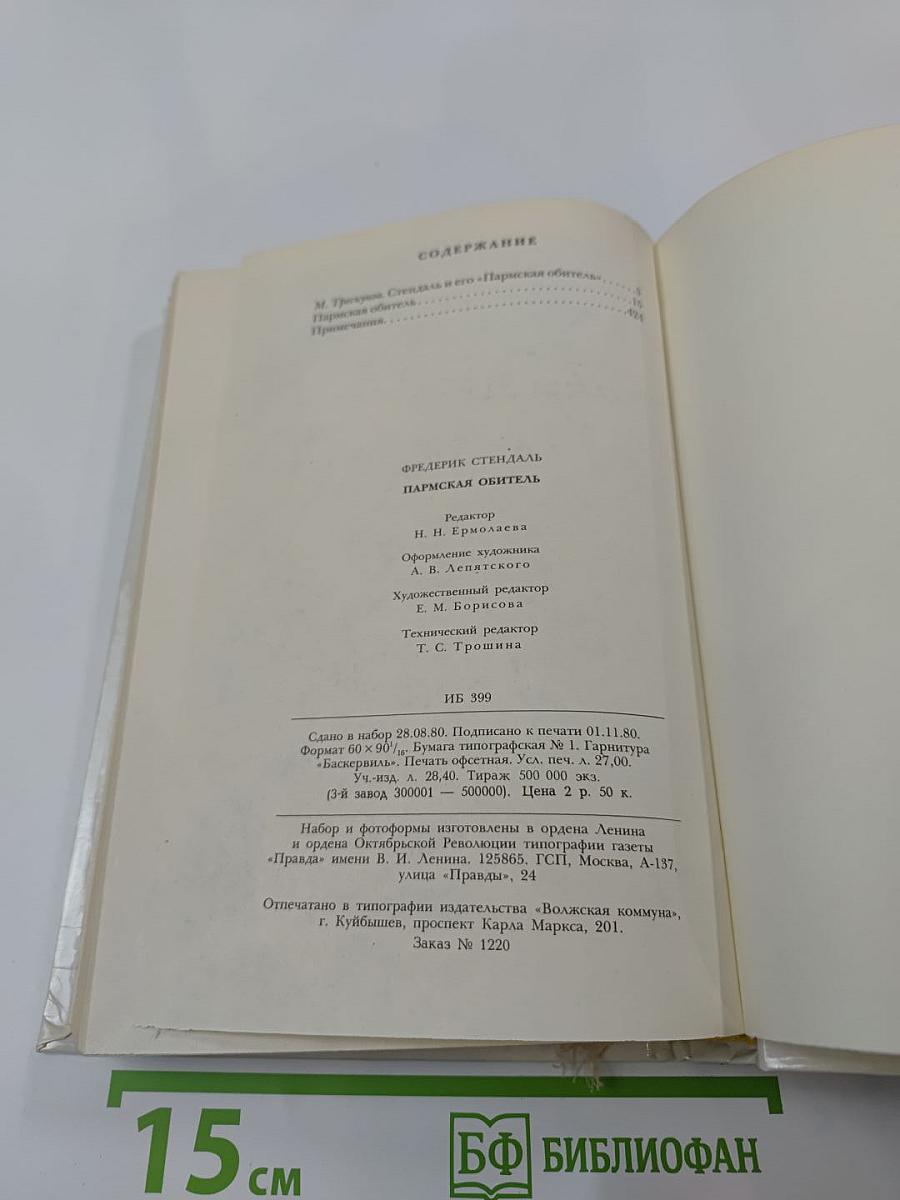 СОДЕРЖАНИЕ
М. Трескунов. Стендаль и его «Пармская обитель» . . . . . . 5
Пармская обитель . . . . . . . . . . . . . . . . . . . . . . . . . . . . 15
Примечания . . . . . . . . . . . . . . . . . . . . . . . . . . . . . . . 424
ФРЕДЕРИК СТЕНДАЛЬ
ПАРМСКАЯ ОБИТЕЛЬ
Редактор
Н. Н. Ермолаева
Оформление художника
А. В. Лепятского
Художественный редактор
Е. М. Борисова
Технический редактор
Т. С. Трошина
ИБ 399
Сдано в набор 28.08.80. Подписано к печати 01.11.80.
Формат 60 × 90 1/16. Бумага типографская № 1. Гарнитура
«Баскервиль». Печать офсетная. Усл. печ. л. 27,00.
Уч.-изд. л. 28,40. Тираж 500 000 экз.
(3-й завод 300001 — 500000). Цена 2 р. 50 к.
Набор и фотоформы изготовлены в ордена Ленина
и ордена Октябрьской Революции типографии газеты
«Правда» имени В. И. Ленина. 125865. ГСП, Москва, А-137,
улица «Правды», 24
Отпечатано в типографии издательства «Волжская коммуна»,
г. Куйбышев, проспект Карла Маркса, 201.
Заказ № 1220
15 см
БФ БИБЛИОФАН